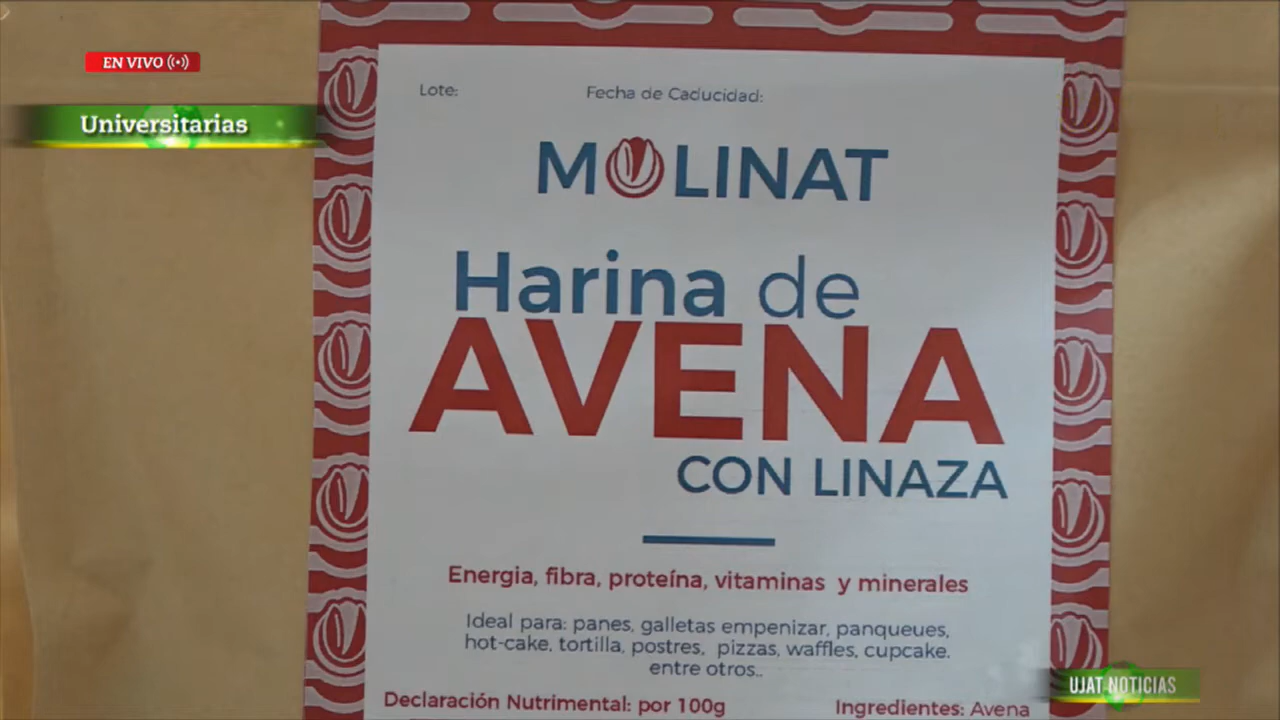 EN VIVO
Universitarias
Lote:
Fecha de Caducidad:
MOLINAT
Harina de
AVENA
CON LINAZA
Energia, fibra, proteína, vitaminas y minerales
Ideal para: panes, galletas empenizar, panqueues,
hot-cake, tortilla, postres, pizzas, waffles, cupcake.
entre otros..
Declaración Nutrimental: por 100g
Ingredientes: Avena
UJAT NOTICIAS